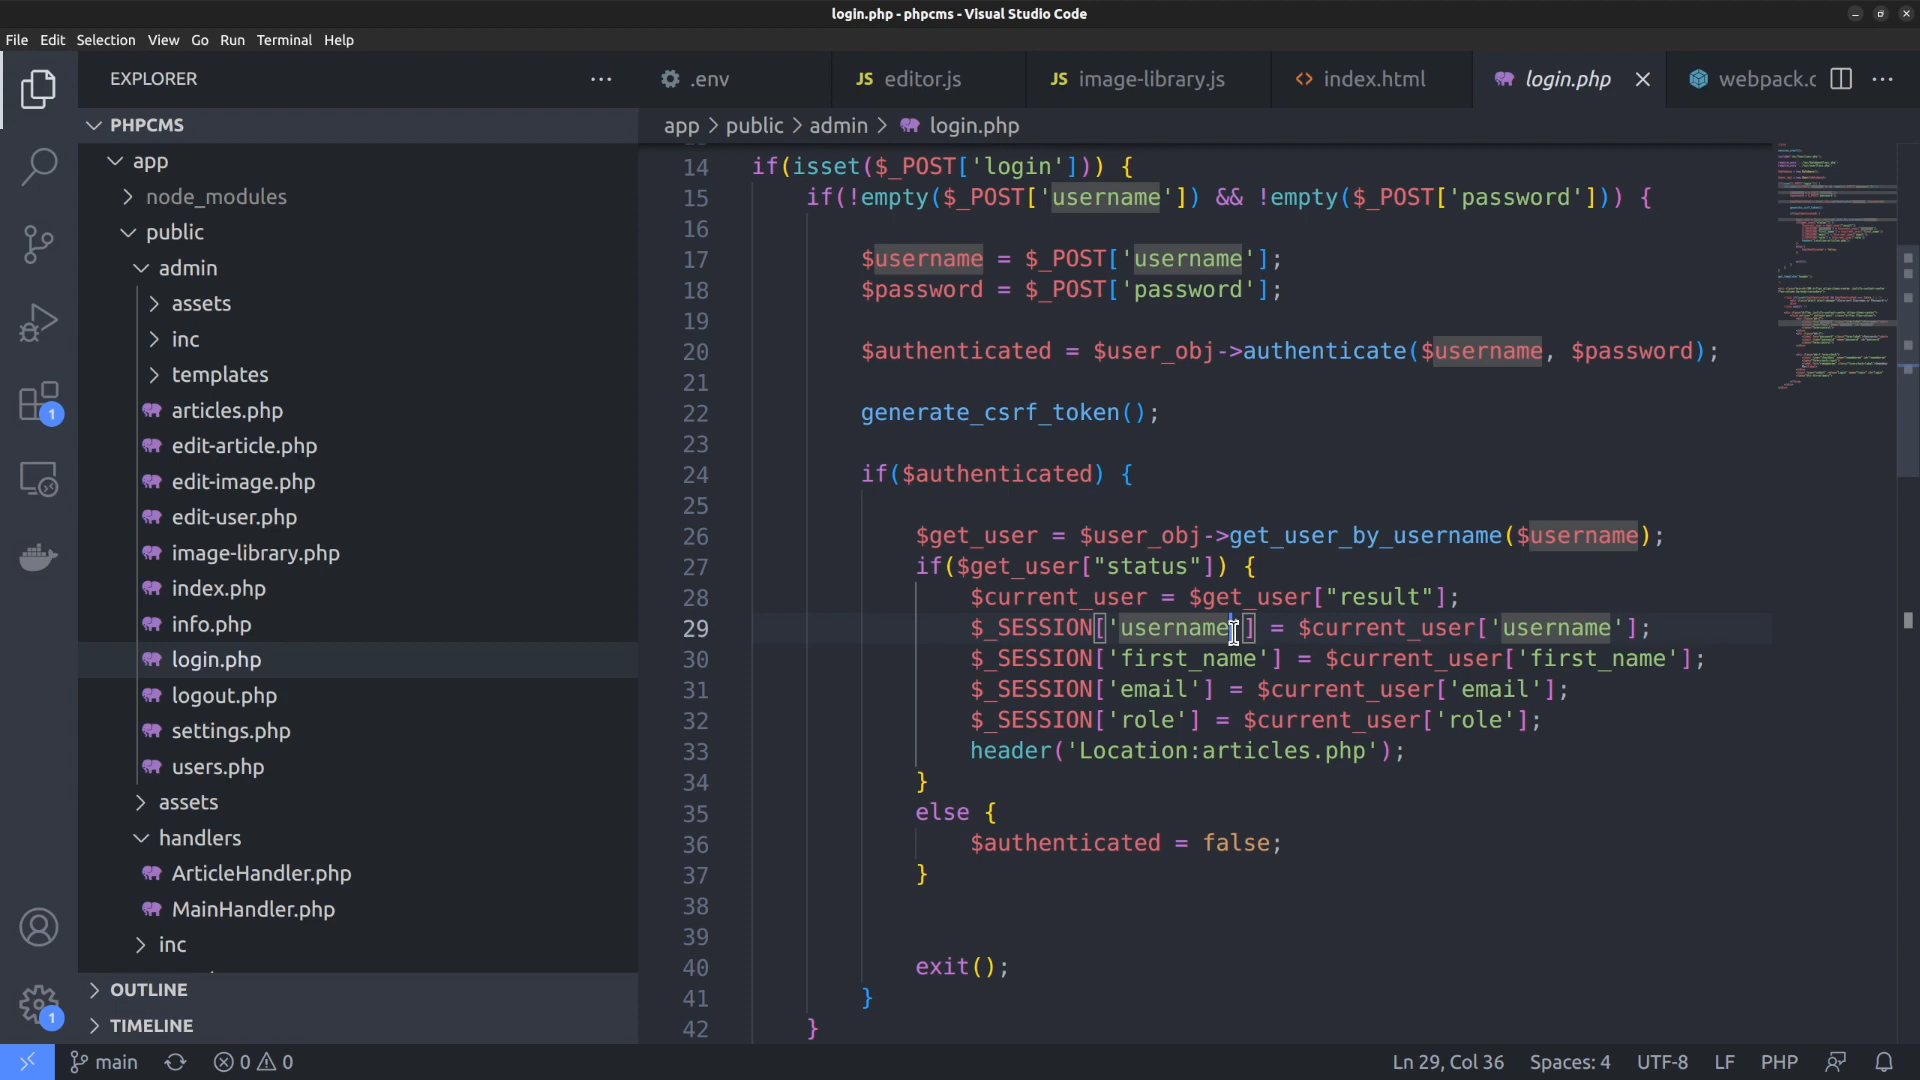 login.php - phpcms - Visual Studio Code
File Edit Selection View Go Run Terminal Help
EXPLORER
PHPCMS
app
node_modules
public
admin
assets
inc
templates
articles.php
edit-article.php
edit-image.php
edit-user.php
image-library.php
index.php
info.php
login.php
logout.php
settings.php
users.php
assets
handlers
ArticleHandler.php
MainHandler.php
inc
OUTLINE
TIMELINE
1
1
.env JS editor.js JS image-library.js <> index.html login.php webpack.c
app > public > admin > login.php
14 if(isset($_POST['login'])) {
15 if(!empty($_POST['username']) && !empty($_POST['password'])) {
16
17 $username = $_POST['username'];
18 $password = $_POST['password'];
19
20 $authenticated = $user_obj->authenticate($username, $password);
21
22 generate_csrf_token();
23
24 if($authenticated) {
25
26 $get_user = $user_obj->get_user_by_username($username);
27 if($get_user["status"]) {
28 $current_user = $get_user["result"];
29 $_SESSION['username'] = $current_user['username'];
30 $_SESSION['first_name'] = $current_user['first_name'];
31 $_SESSION['email'] = $current_user['email'];
32 $_SESSION['role'] = $current_user['role'];
33 header('Location:articles.php');
34 }
35 else {
36 $authenticated = false;
37 }
38
39
40 exit();
41 }
42 }
main 0 0 Ln 29, Col 36 Spaces: 4 UTF-8 LF PHP